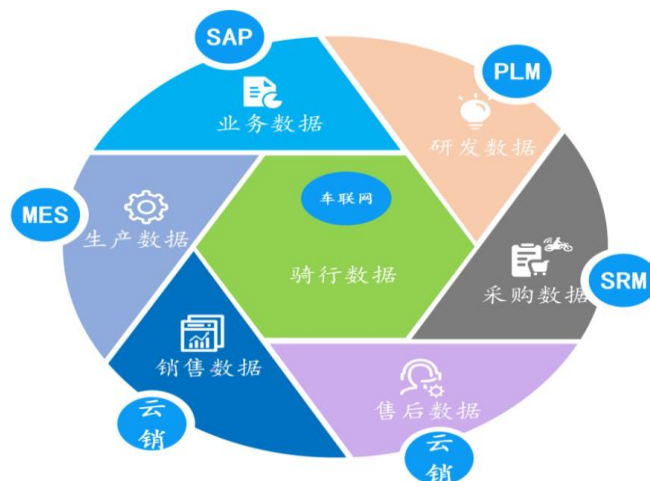 SAP
业务数据
PLM
研发数据
MES
生产数据
车联网
骑行数据
SRM
采购数据
销售数据
云
销
售后数据
云
销